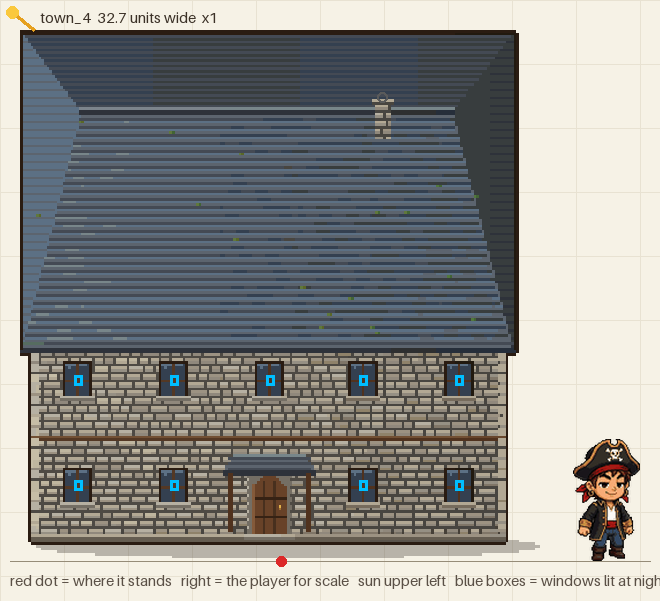 town_4 32.7 units wide x1
red dot = where it stands right = the player for scale sun upper left blue boxes = windows lit at nigh